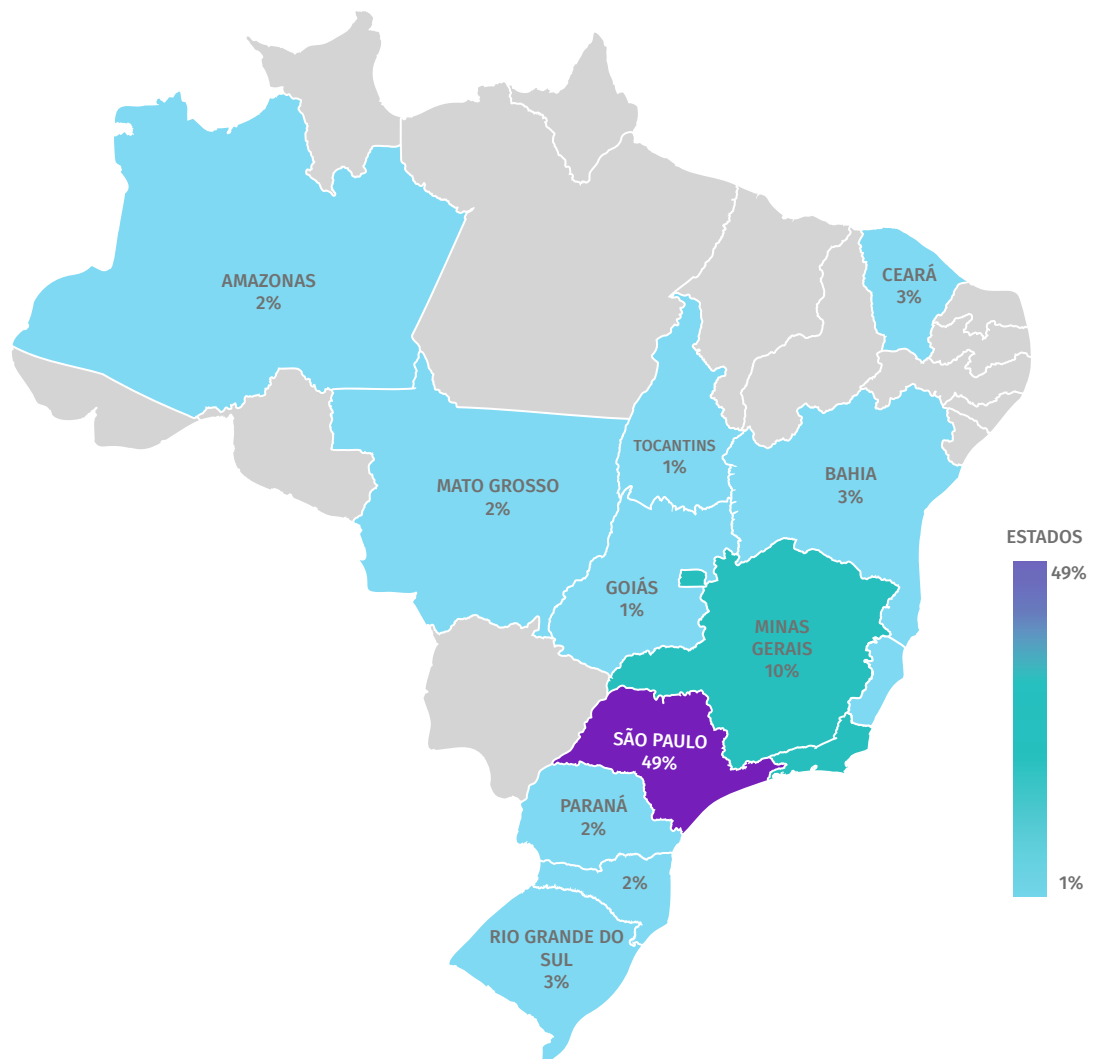 AMAZONAS
2%
CEARÁ
3%
TOCANTINS
1%
MATO GROSSO
2%
BAHIA
3%
GOIÁS
1%
MINAS
GERAIS
10%
SÃO PAULO
49%
PARANÁ
2%
2%
RIO GRANDE DO
SUL
3%
ESTADOS
49%
1%